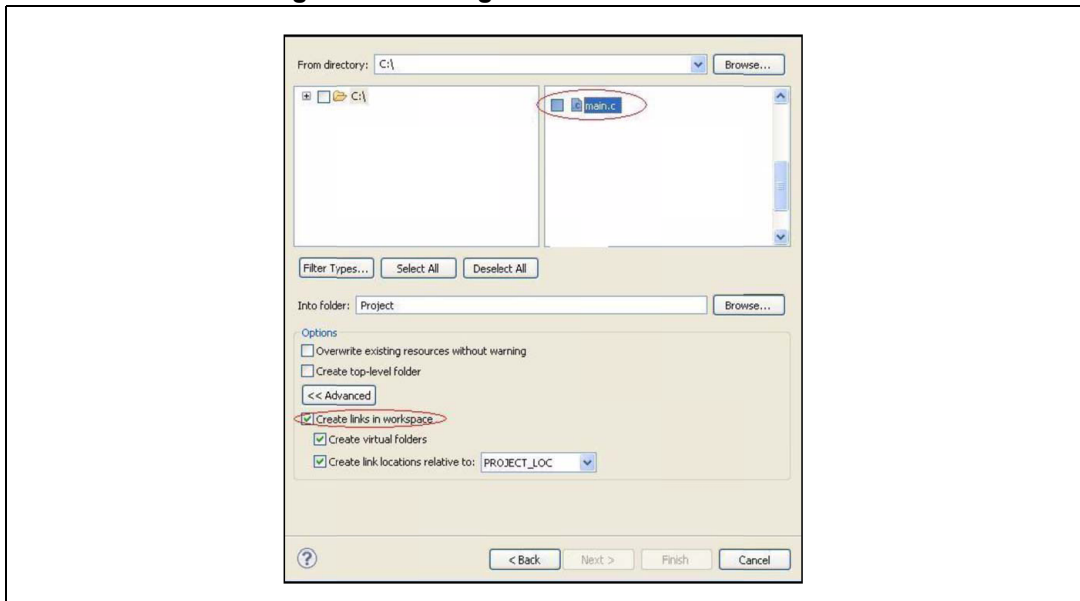 From directory: C:\ Browse...
C:\
main.c
Filter Types... Select All Deselect All
Into folder: Project Browse...
Options
Overwrite existing resources without warning
Create top-level folder
<< Advanced
Create links in workspace
Create virtual folders
Create link locations relative to: PROJECT_LOC
? < Back Next > Finish Cancel